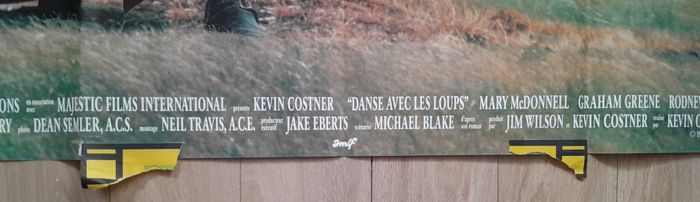 ONS en association avec MAJESTIC FILMS INTERNATIONAL présente KEVIN COSTNER "DANSE AVEC LES LOUPS" MARY McDONNELL GRAHAM GREENE RODNE
RY photo DEAN SEMLER, A.C.S. montage NEIL TRAVIS, A.C.E. producteur exécutif JAKE EBERTS scénario MICHAEL BLAKE d'après son roman produit par JIM WILSON et KEVIN COSTNER réalisé par KEVIN C